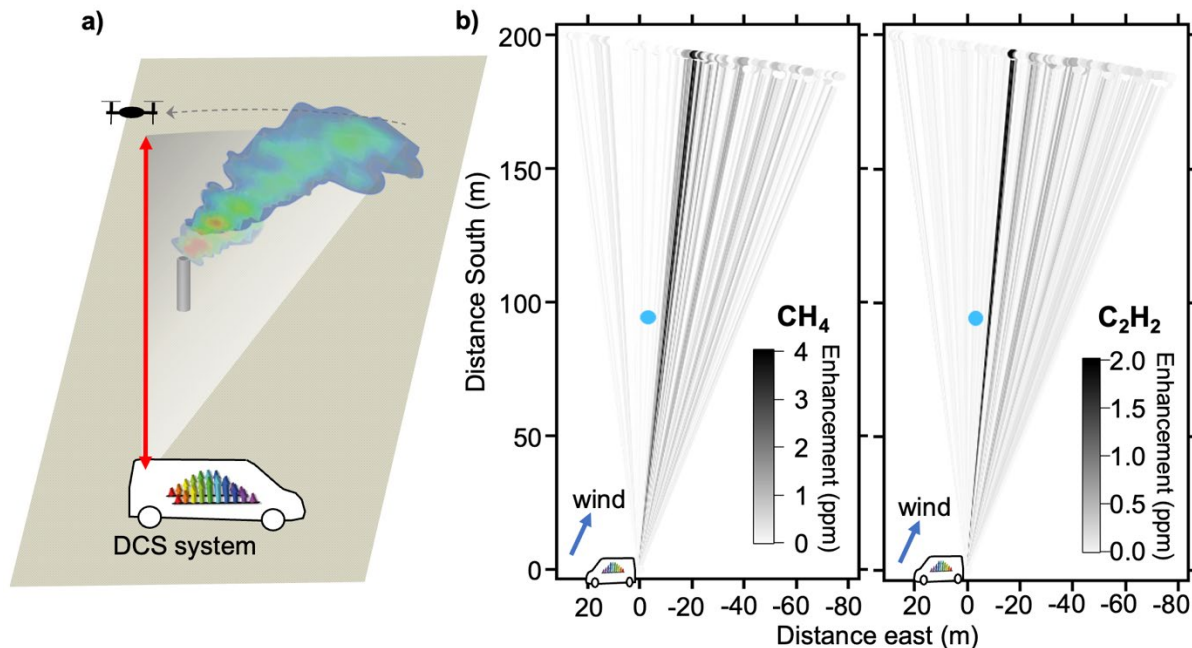 a)
DCS system
b)
Distance South (m)
200
150
100
50
0
CH₄
Enhancement (ppm)
4
3
2
1
0
wind
20 0 -20 -40 -60 -80
C₂H₂
Enhancement (ppm)
2.0
1.5
1.0
0.5
0.0
wind
20 0 -20 -40 -60 -80
Distance east (m)